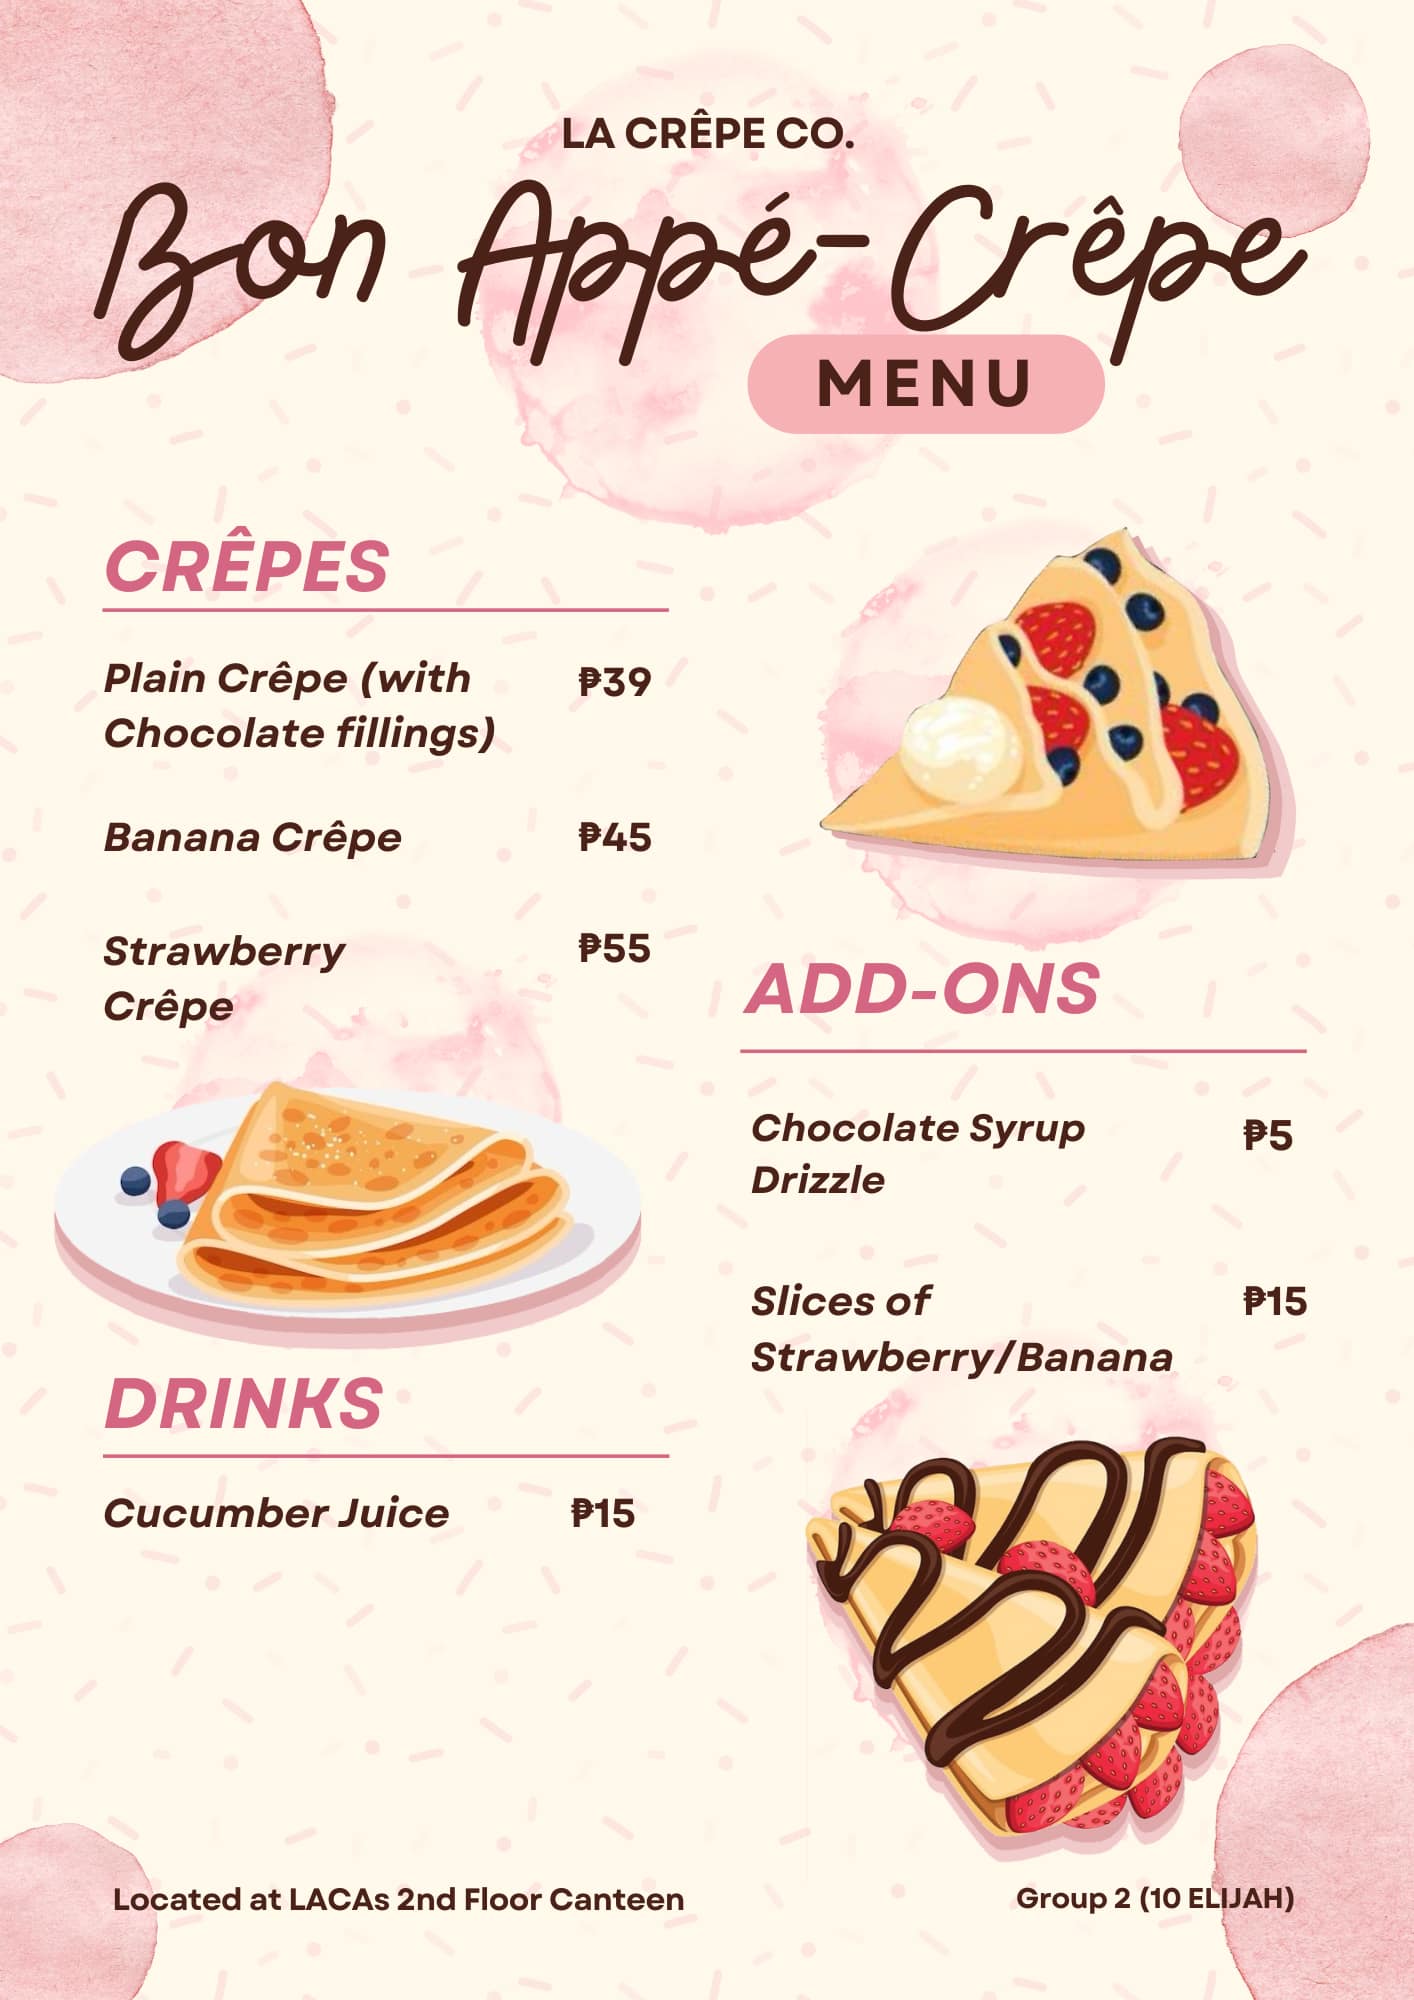 LA CRÊPE CO.
Bon Appé-Crêpe
MENU
CRÊPES
Plain Crêpe (with ₱39
Chocolate fillings)
Banana Crêpe ₱45
Strawberry ₱55
Crêpe
DRINKS
Cucumber Juice ₱15
ADD-ONS
Chocolate Syrup ₱5
Drizzle
Slices of ₱15
Strawberry/Banana
Located at LACAs 2nd Floor Canteen
Group 2 (10 ELIJAH)